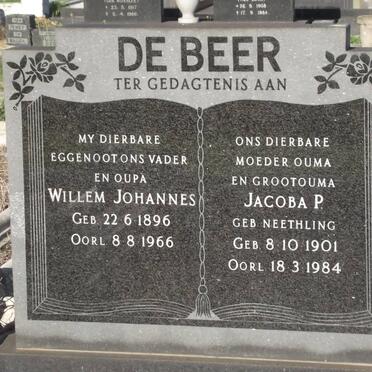 DE BEER
TER GEDAGTENIS AAN
MY DIERBARE
EGGENOOT ONS VADER
EN OUPA
WILLEM JOHANNES
GEB 22 6 1896
OORL 8 8 1966
ONS DIERBARE
MOEDER OUMA
EN GROOTOUMA
JACOBA P.
GEB NEETHLING
GEB 8.10 1901
OORL 18 3 1984